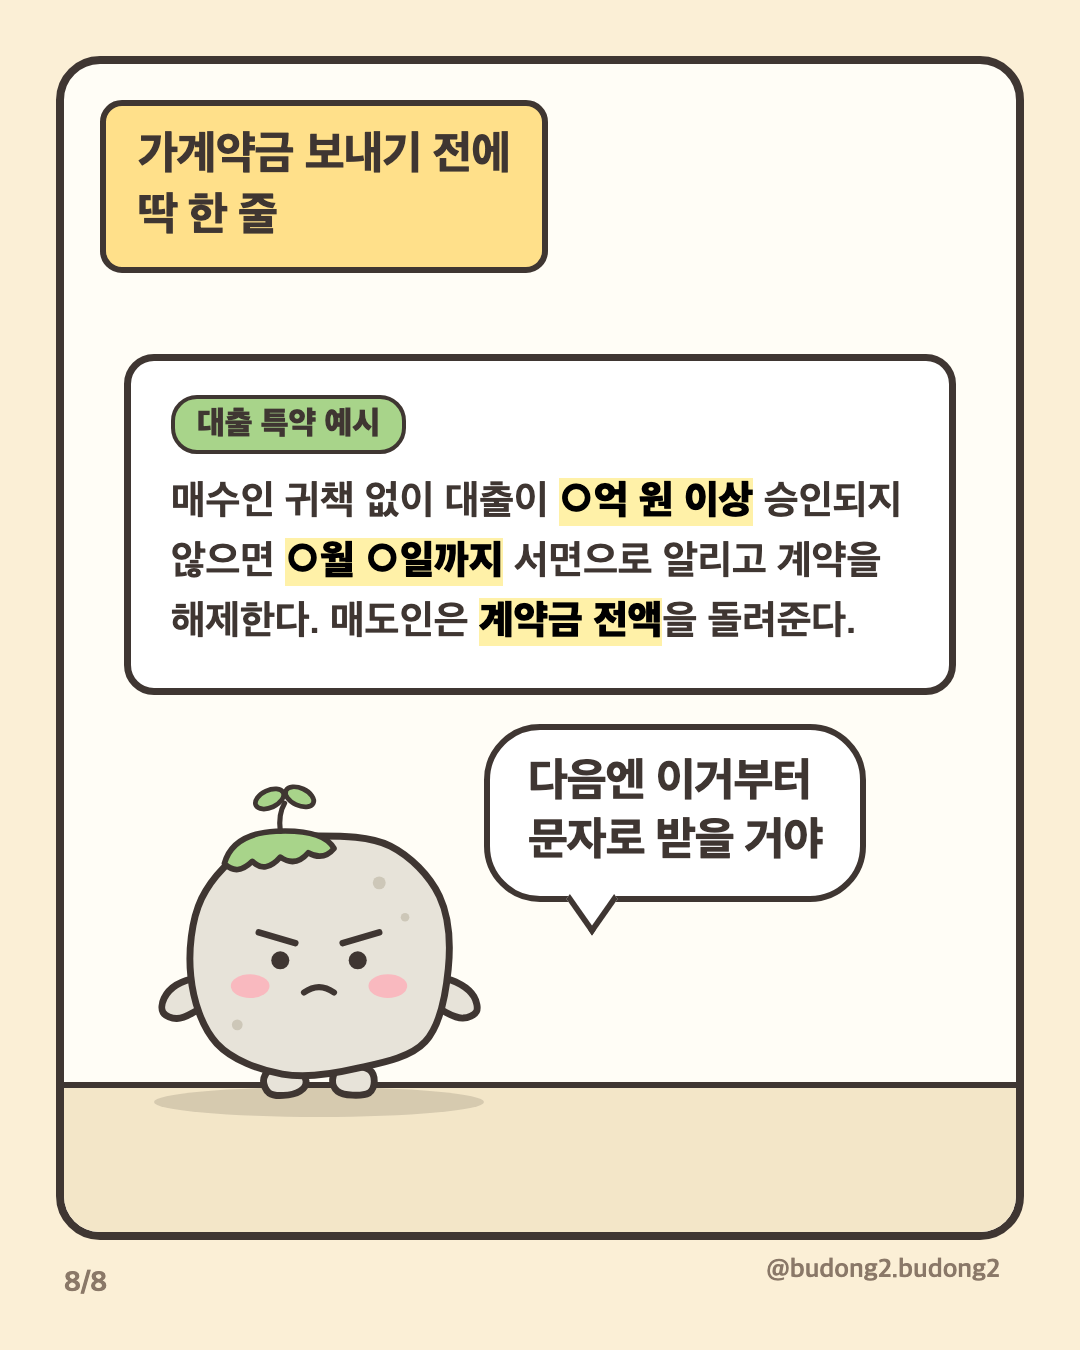 가계약금 보내기 전에
딱 한 줄
대출 특약 예시
매수인 귀책 없이 대출이 O억 원 이상 승인되지
않으면 O월 O일까지 서면으로 알리고 계약을
해제한다. 매도인은 계약금 전액을 돌려준다.
다음엔 이거부터
문자로 받을 거야
8/8
@budong2.budong2